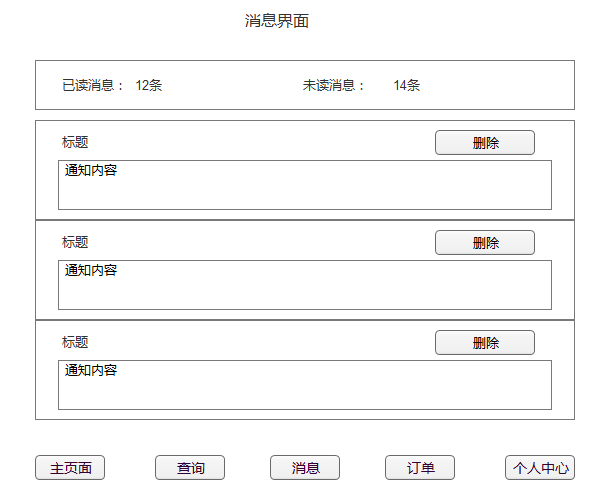 消息界面
已读消息： 12条 未读消息： 14条
标题 删除
通知内容
标题 删除
通知内容
标题 删除
通知内容
主页面 查询 消息 订单 个人中心